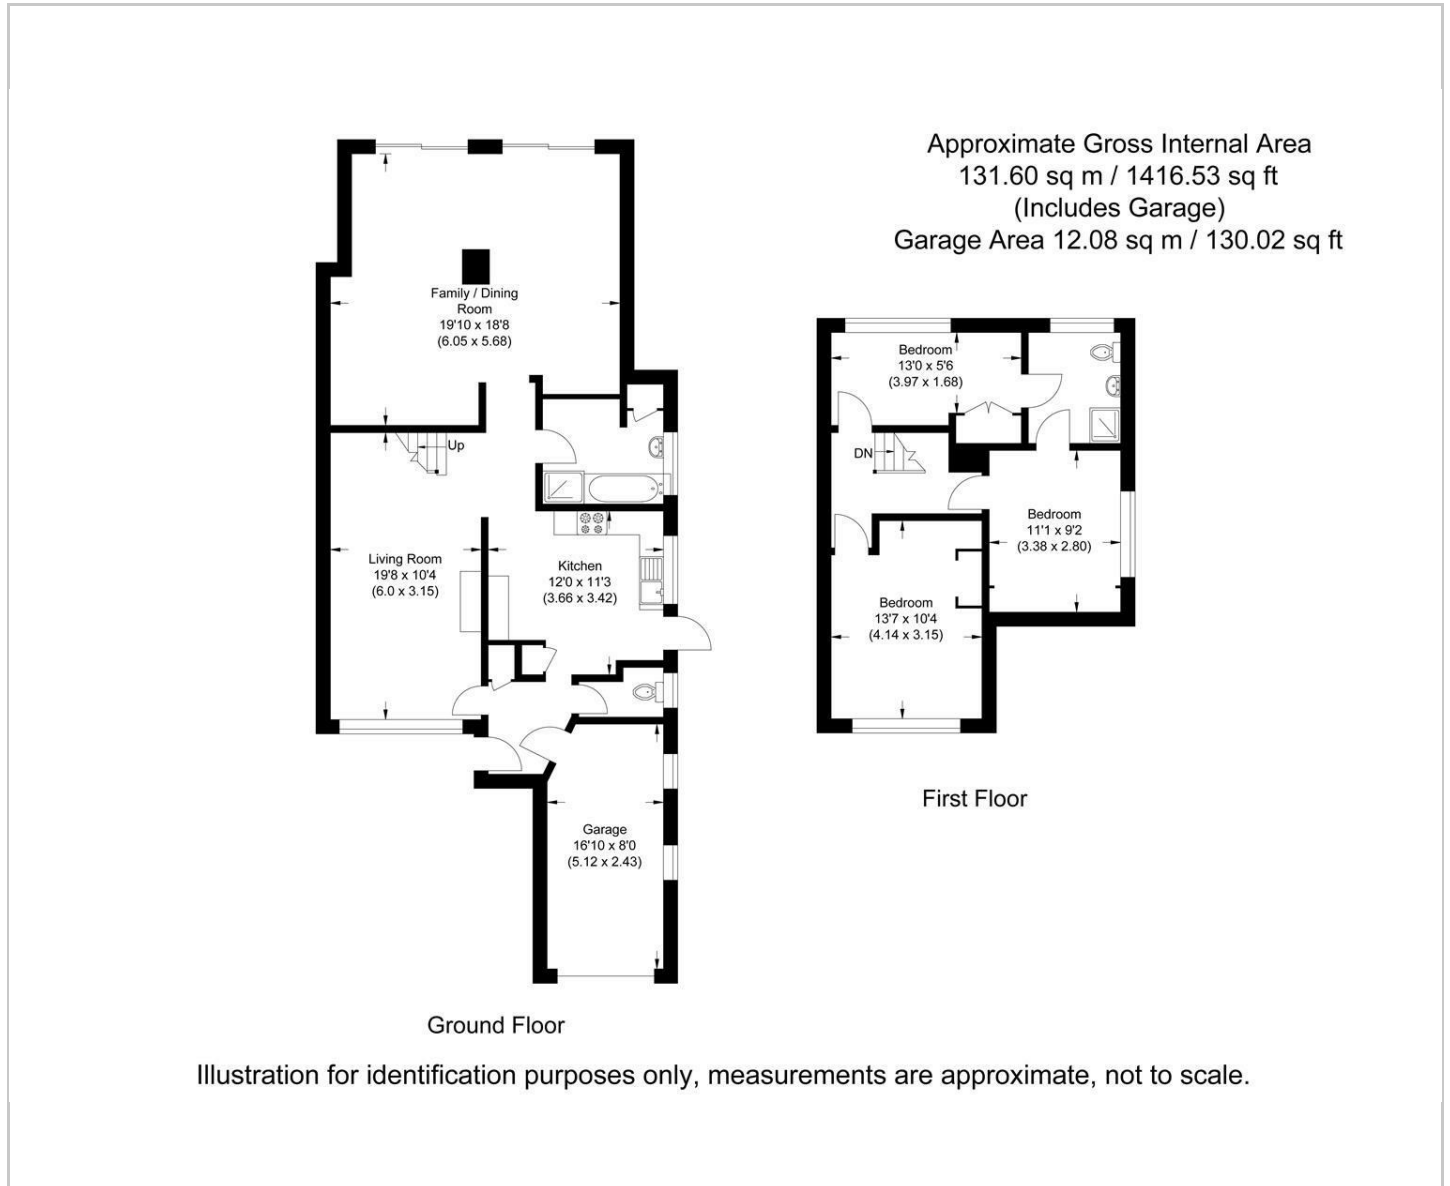 Approximate Gross Internal Area
131.60 sq m / 1416.53 sq ft
(Includes Garage)
Garage Area 12.08 sq m / 130.02 sq ft
Family / Dining
Room
19'10 x 18'8
(6.05 x 5.68)
Up
Living Room
19'8 x 10'4
(6.0 x 3.15)
Kitchen
12'0 x 11'3
(3.66 x 3.42)
Garage
16'10 x 8'0
(5.12 x 2.43)
Ground Floor
Bedroom
13'0 x 5'6
(3.97 x 1.68)
DN
Bedroom
11'1 x 9'2
(3.38 x 2.80)
Bedroom
13'7 x 10'4
(4.14 x 3.15)
First Floor
Illustration for identification purposes only, measurements are approximate, not to scale.